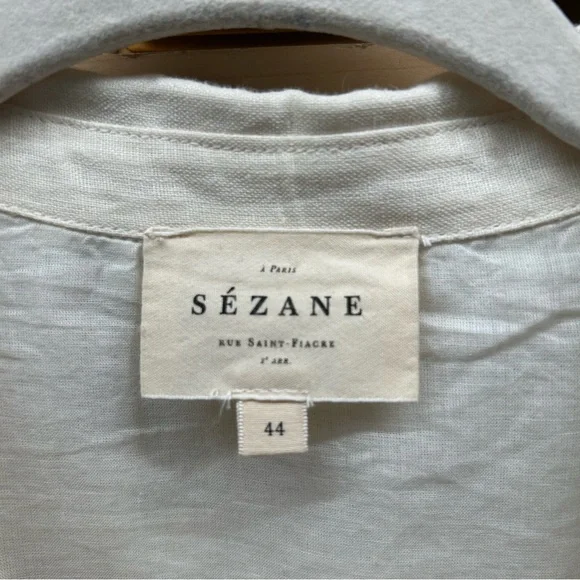 À PARIS
SÉZANE
RUE SAINT-FIACRE
2e ARR.
44